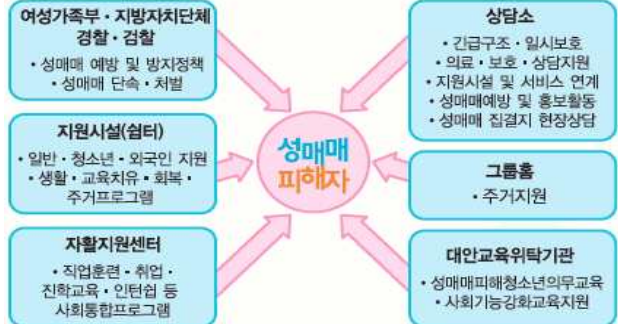 여성가족부・지방자치단체
경찰・검찰
・성매매 예방 및 방지정책
・성매매 단속・처벌
지원시설(쉼터)
・일반・청소년・외국인 지원
・생활・교육치유・회복・
주거프로그램
자활지원센터
・직업훈련・취업・
진학교육・인턴쉽 등
사회통합프로그램
성매매
피해자
상담소
・긴급구조・일시보호
・의료・보호・상담지원
・지원시설 및 서비스 연계
・성매매예방 및 홍보활동
・성매매 집결지 현장상담
그룹홈
・주거지원
대안교육위탁기관
・성매매피해청소년의무교육
・사회기능강화교육지원